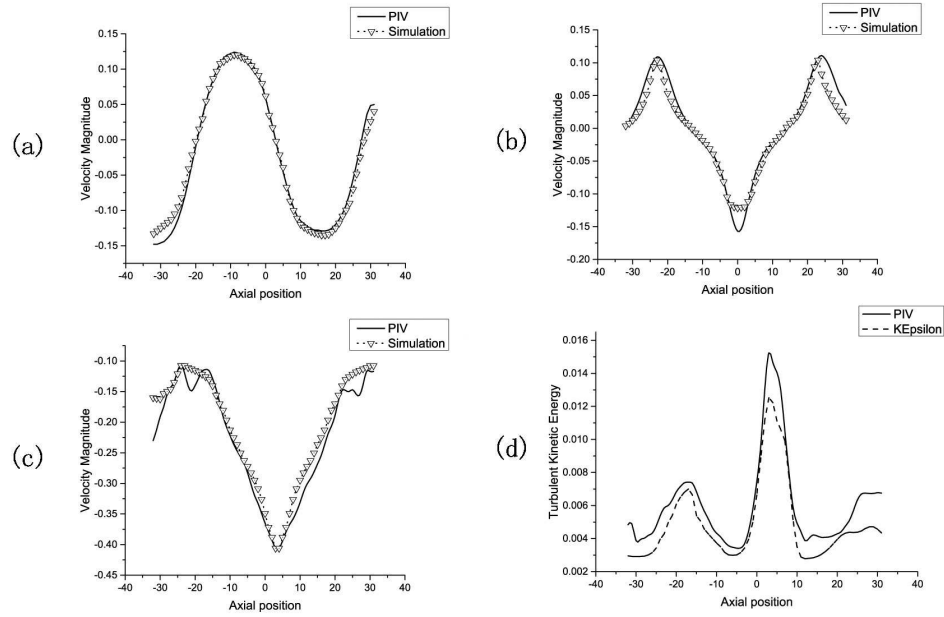 PIV
Simulation
0.15
0.10
0.05
0.00
-0.05
-0.10
-0.15
Velocity Magnitude
-40 -30 -20 -10 0 10 20 30 40
Axial position
(a)
PIV
Simulation
0.15
0.10
0.05
0.00
-0.05
-0.10
-0.15
-0.20
Velocity Magnitude
-40 -30 -20 -10 0 10 20 30 40
Axial position
(b)
PIV
Simulation
-0.10
-0.15
-0.20
-0.25
-0.30
-0.35
-0.40
-0.45
Velocity Magnitude
-40 -30 -20 -10 0 10 20 30 40
Axial position
(c)
PIV
KEpsilon
0.016
0.014
0.012
0.010
0.008
0.006
0.004
0.002
Turbulent Kinetic Energy
-40 -30 -20 -10 0 10 20 30 40
Axial position
(d)